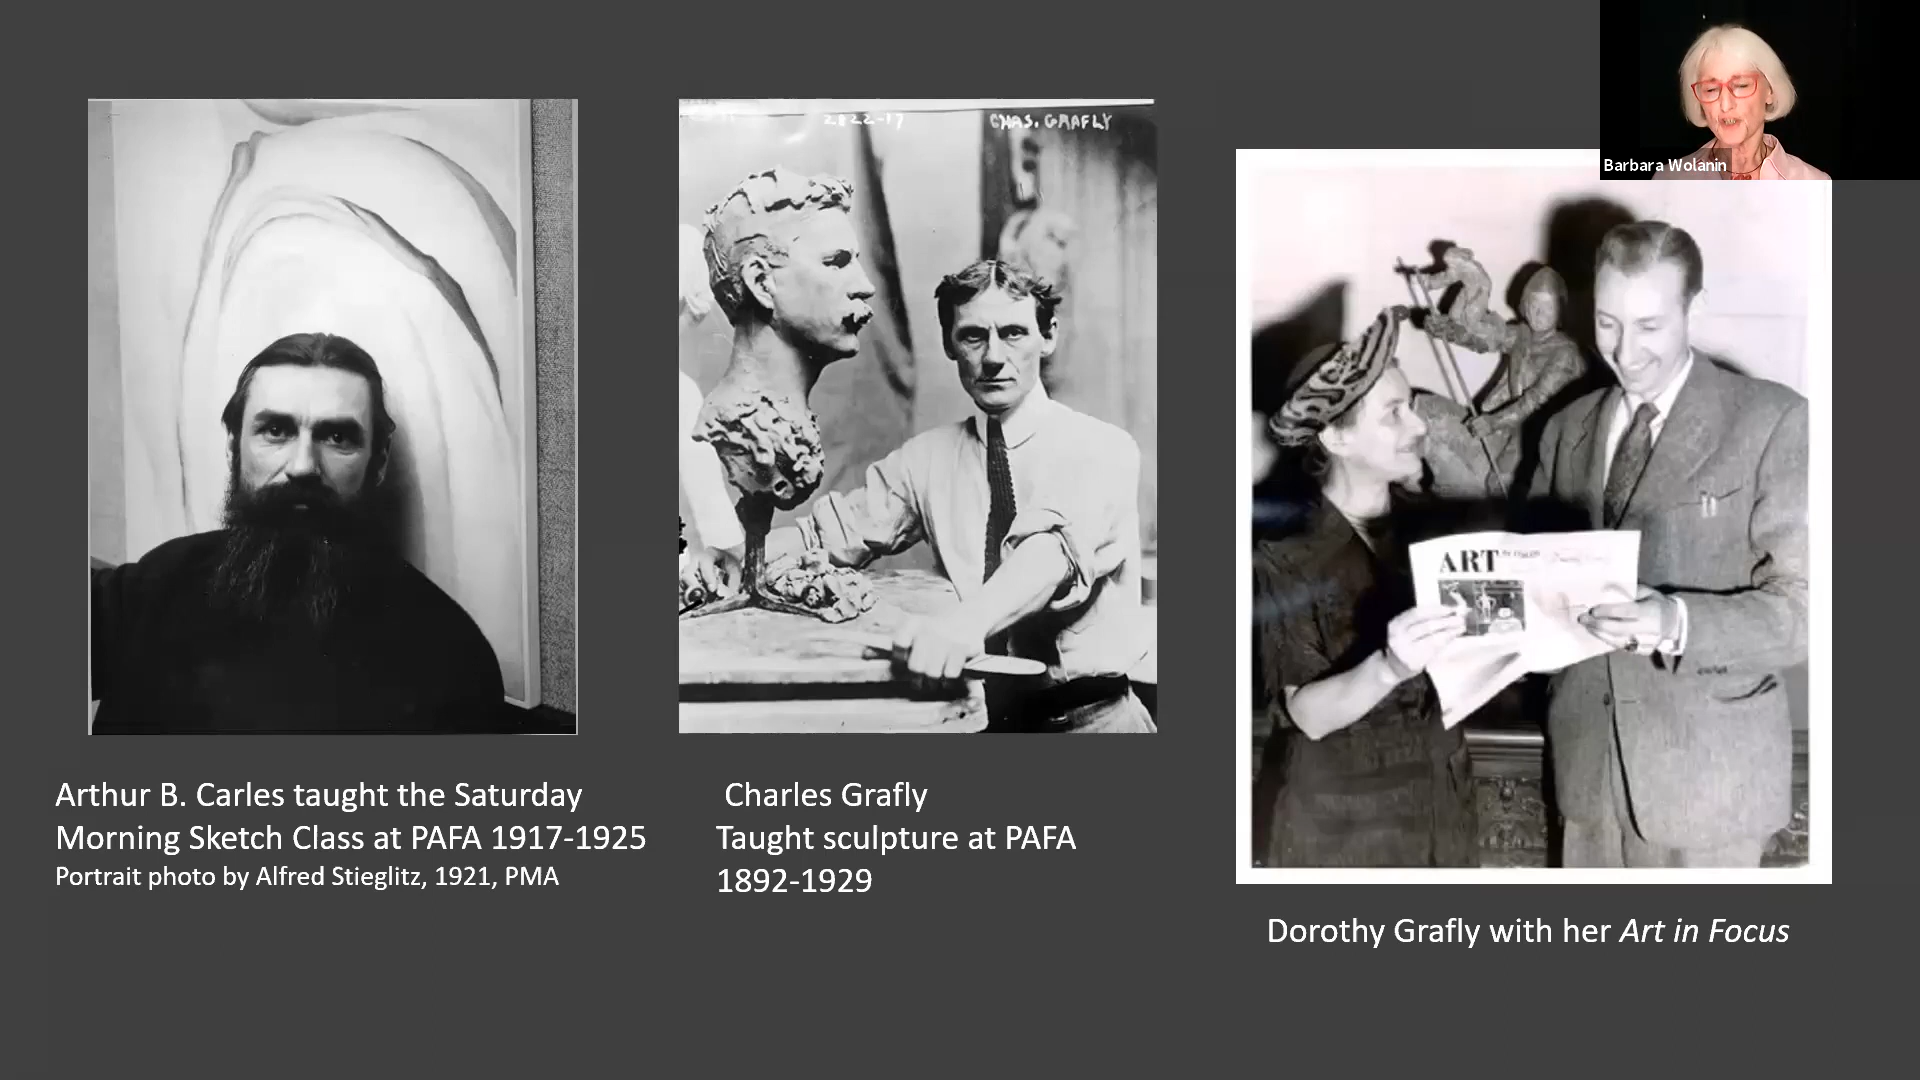 2822-17
CHAS. GRAFLY
Barbara Wolanin
ART
Arthur B. Carles taught the Saturday
Morning Sketch Class at PAFA 1917-1925
Portrait photo by Alfred Stieglitz, 1921, PMA
Charles Grafly
Taught sculpture at PAFA
1892-1929
Dorothy Grafly with her Art in Focus